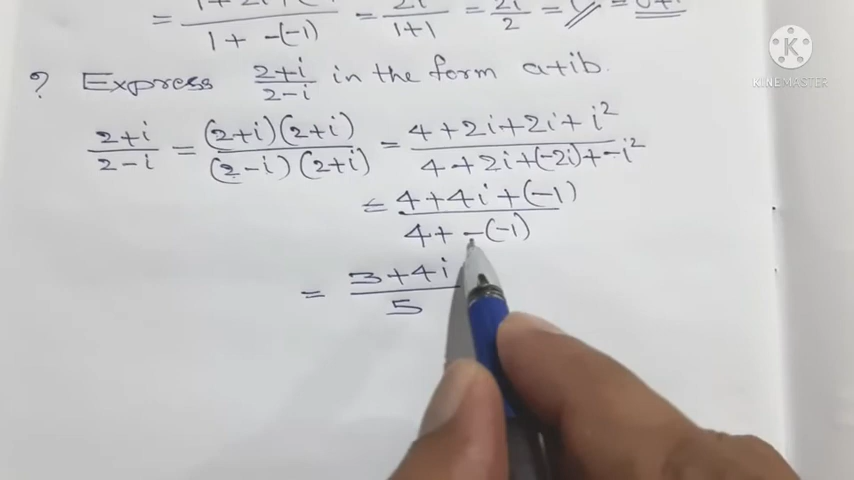 = / 1 + -(-1) = 2i / 1+1 = 2i / 2 =
? Express 2+i / 2-i in the form a+ib.
2+i / 2-i = (2+i)(2+i) / (2-i)(2+i) = 4+2i+2i+i² / 4+2i+(-2i)+-i²
= 4+4i+(-1) / 4+-(-1)
= 3+4i / 5
KINEMASTER